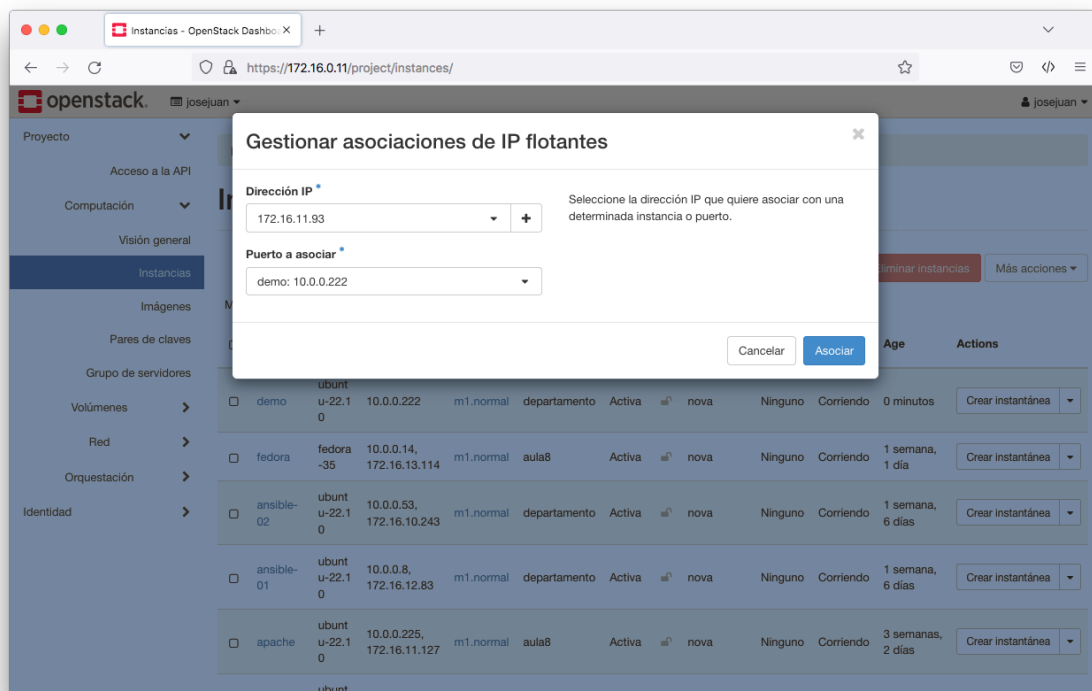 Instancias - OpenStack Dashbo
https://172.16.0.11/project/instances/
openstack.
josejuan
josejuan
Proyecto
Acceso a la API
Computación
Visión general
Instancias
Imágenes
Pares de claves
Grupo de servidores
Volúmenes
Red
Orquestación
Identidad
Gestionar asociaciones de IP flotantes
Dirección IP *
172.16.11.93
Puerto a asociar *
demo: 10.0.0.222
Seleccione la dirección IP que quiere asociar con una
determinada instancia o puerto.
Cancelar
Asociar
liminar instancias
Más acciones
Age
Actions
demo
ubunt
u-22.1
0
10.0.0.222
m1.normal
departamento
Activa
nova
Ninguno
Corriendo
0 minutos
Crear instantánea
fedora
fedora
-35
10.0.0.14,
172.16.13.114
m1.normal
aula8
Activa
nova
Ninguno
Corriendo
1 semana,
1 día
Crear instantánea
ansible-
02
ubunt
u-22.1
0
10.0.0.53,
172.16.10.243
m1.normal
departamento
Activa
nova
Ninguno
Corriendo
1 semana,
6 días
Crear instantánea
ansible-
01
ubunt
u-22.1
0
10.0.0.8,
172.16.12.83
m1.normal
departamento
Activa
nova
Ninguno
Corriendo
1 semana,
6 días
Crear instantánea
apache
ubunt
u-22.1
0
10.0.0.225,
172.16.11.127
m1.normal
aula8
Activa
nova
Ninguno
Corriendo
3 semanas,
2 días
Crear instantánea